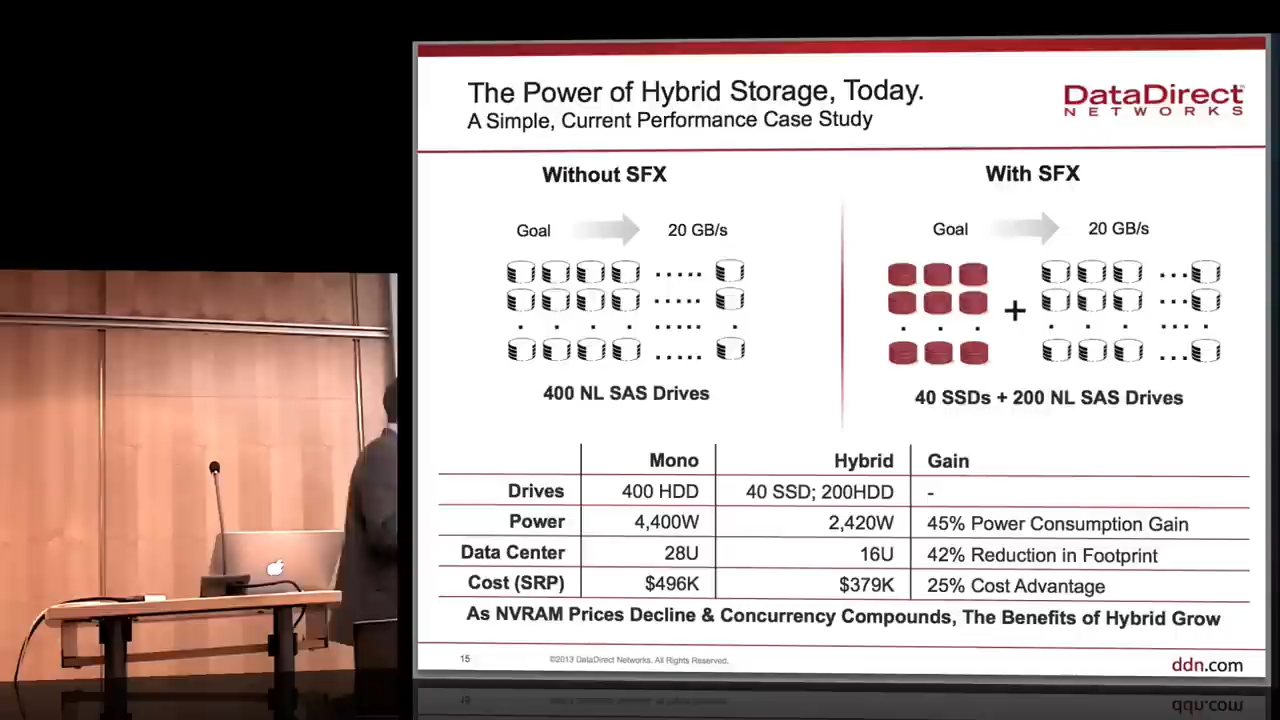 The Power of Hybrid Storage, Today.
A Simple, Current Performance Case Study
DataDirect
NETWORKS
Without SFX
With SFX
Goal 20 GB/s
Goal 20 GB/s
+
400 NL SAS Drives
40 SSDs + 200 NL SAS Drives
Mono Hybrid Gain
Drives 400 HDD 40 SSD; 200HDD -
Power 4,400W 2,420W 45% Power Consumption Gain
Data Center 28U 16U 42% Reduction in Footprint
Cost (SRP) $496K $379K 25% Cost Advantage
As NVRAM Prices Decline & Concurrency Compounds, The Benefits of Hybrid Grow
15 ©2013 DataDirect Networks. All Rights Reserved. ddn.com